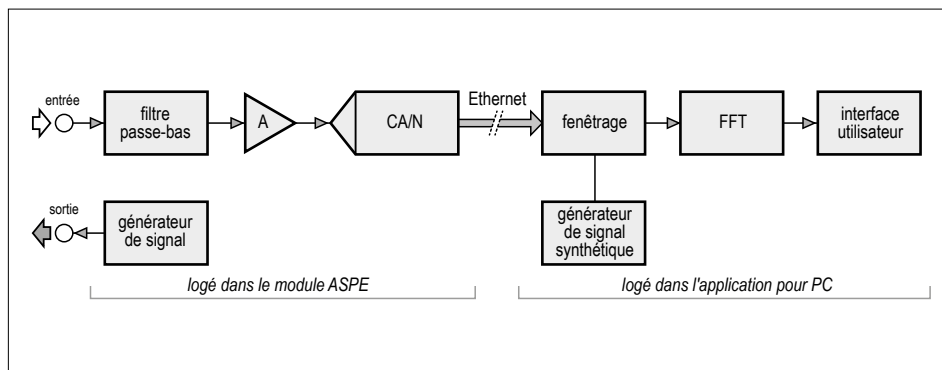 entrée
filtre
passe-bas
A
CA/N
Ethernet
fenêtrage
FFT
interface
utilisateur
sortie
générateur
de signal
générateur
de signal
synthétique
logé dans le module ASPE
logé dans l'application pour PC